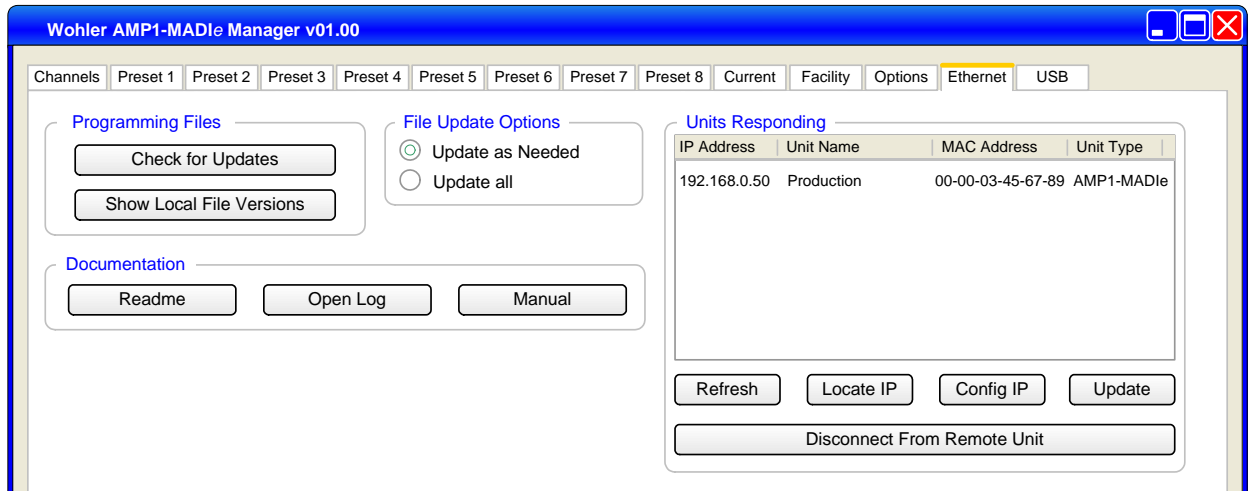 Wohler AMP1-MADIe Manager v01.00
Channels Preset 1 Preset 2 Preset 3 Preset 4 Preset 5 Preset 6 Preset 7 Preset 8 Current Facility Options Ethernet USB
Programming Files
Check for Updates
Show Local File Versions
File Update Options
Update as Needed
Update all
Documentation
Readme Open Log Manual
Units Responding
IP Address Unit Name MAC Address Unit Type
192.168.0.50 Production 00-00-03-45-67-89 AMP1-MADIe
Refresh Locate IP Config IP Update
Disconnect From Remote Unit